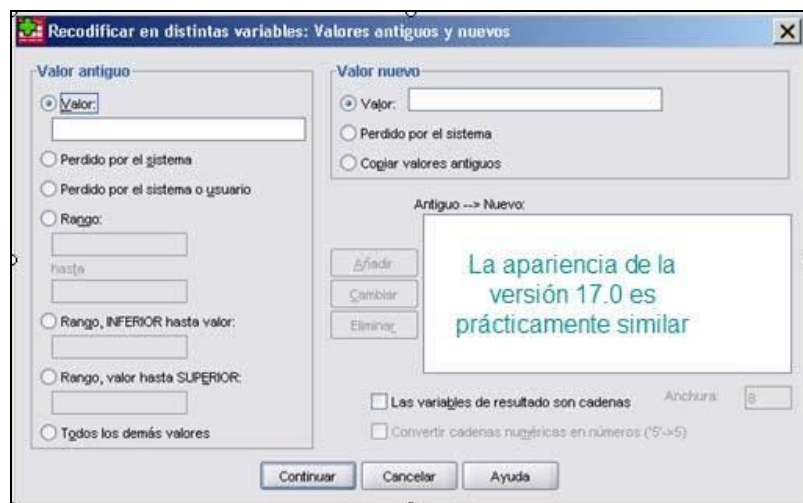 Recodificar en distintas variables: Valores antiguos y nuevos
Valor antiguo
Valor:
Perdido por el sistema
Perdido por el sistema o usuario
Rango:
hasta
Rango, INFERIOR hasta valor:
Rango, valor hasta SUPERIOR:
Todos los demás valores
Valor nuevo
Valor:
Perdido por el sistema
Copiar valores antiguos
Antiguo --> Nuevo:
Añadir
Cambiar
Eliminar
La apariencia de la
versión 17.0 es
prácticamente similar
Las variables de resultado son cadenas
Anchura:
8
Convertir cadenas numéricas en números ('5'->5)
Continuar
Cancelar
Ayuda